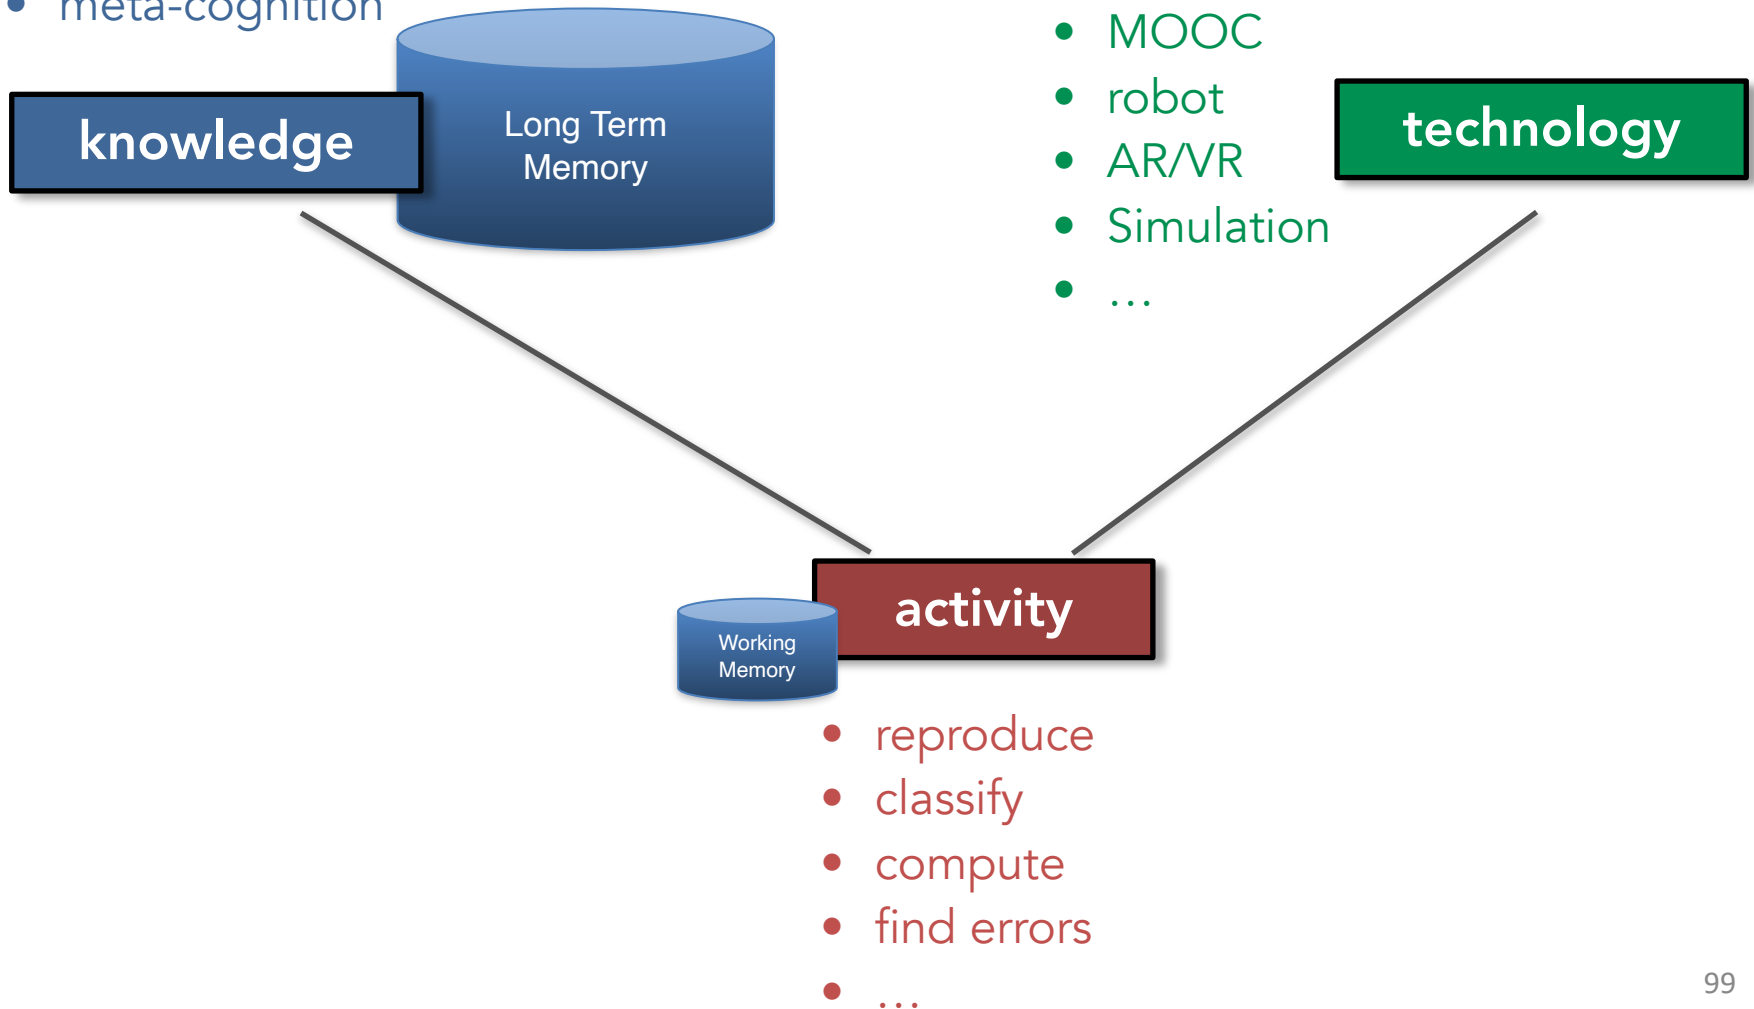 • meta-cognition
knowledge
Long Term
Memory
• MOOC
• robot
• AR/VR
• Simulation
• …
technology
activity
Working
Memory
• reproduce
• classify
• compute
• find errors
• …
99